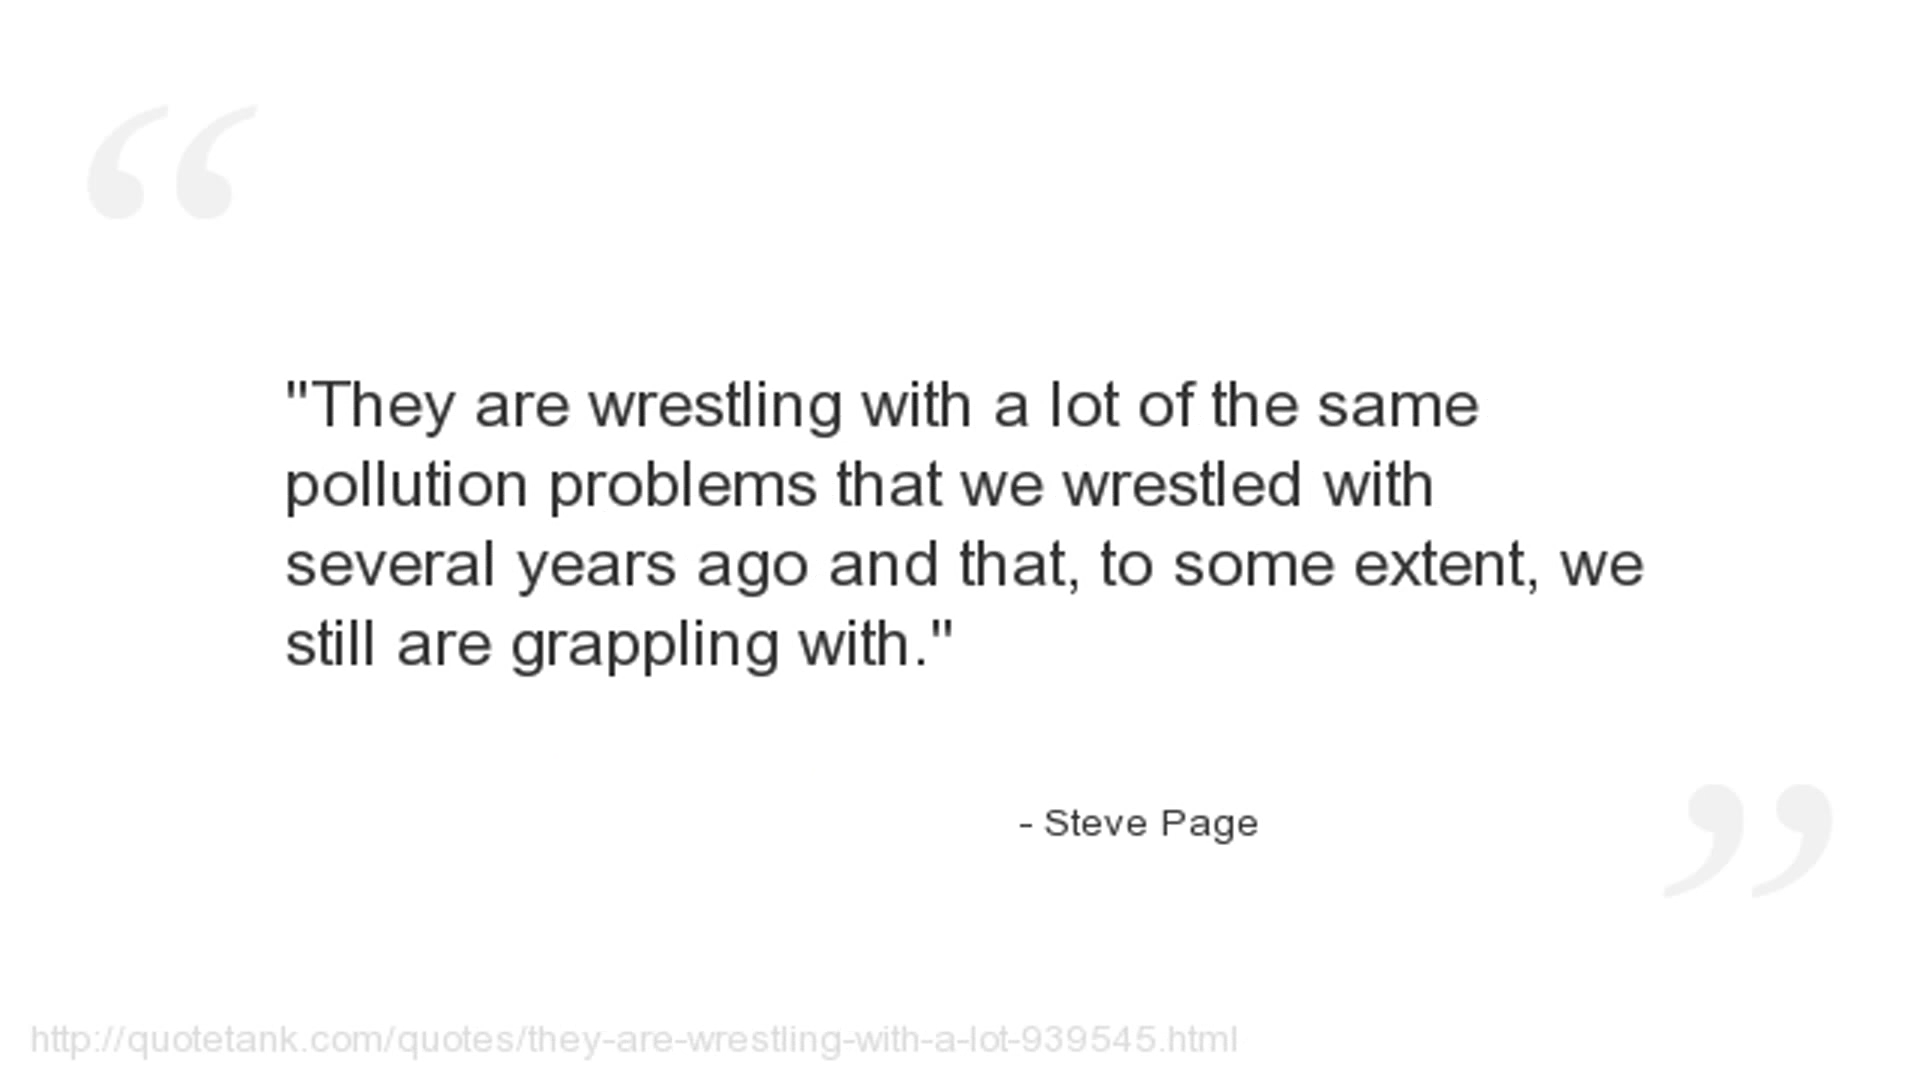 "They are wrestling with a lot of the same
pollution problems that we wrestled with
several years ago and that, to some extent, we
still are grappling with."
- Steve Page
http://quotetank.com/quotes/they-are-wrestling-with-a-lot-939545.html